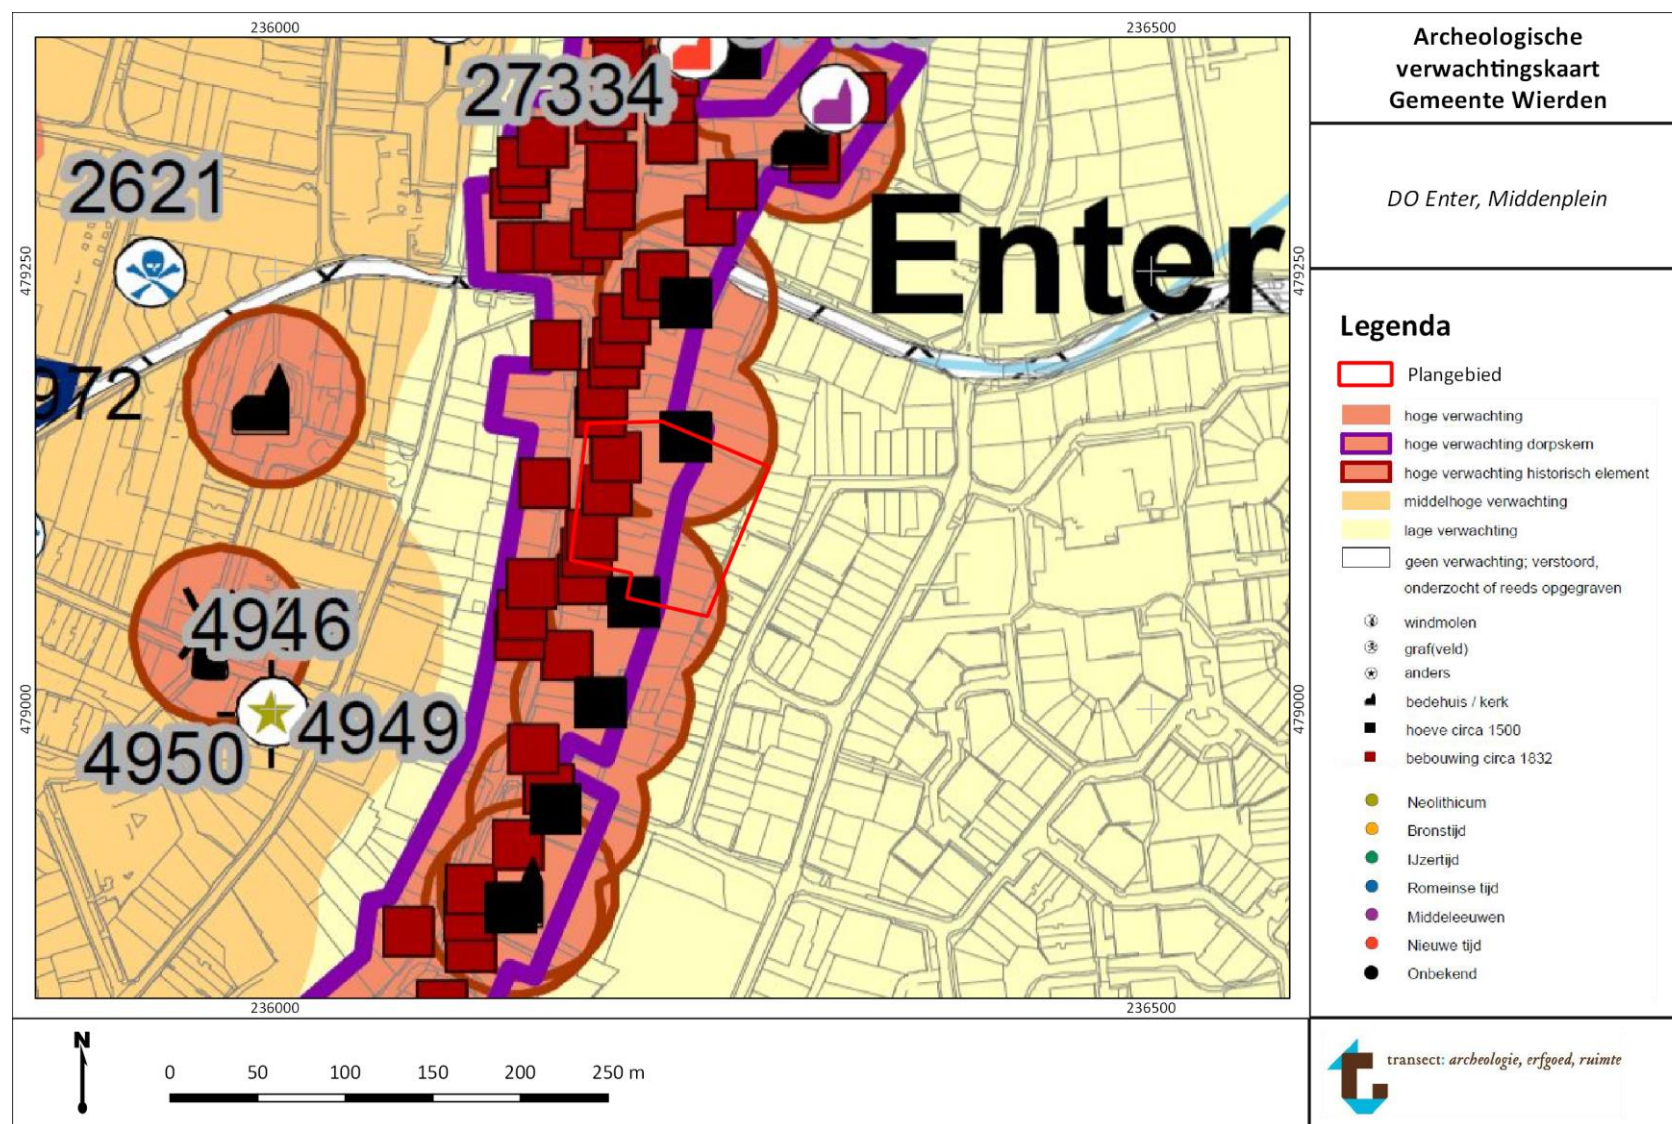 236000
236500
479250
479250
479000
479000
236000
236500
27334
2621
Enter
972
4946
4949
4950
N
0 50 100 150 200 250 m
Archeologische
verwachtingskaart
Gemeente Wierden
DO Enter, Middenplein
Legenda
Plangebied
hoge verwachting
hoge verwachting dorpskern
hoge verwachting historisch element
middelhoge verwachting
lage verwachting
geen verwachting; verstoord,
onderzocht of reeds opgegraven
windmolen
graf(veld)
anders
bedehuis / kerk
hoeve circa 1500
bebouwing circa 1832
Neolithicum
Bronstijd
IJzertijd
Romeinse tijd
Middeleeuwen
Nieuwe tijd
Onbekend
transect: archeologie, erfgoed, ruimte